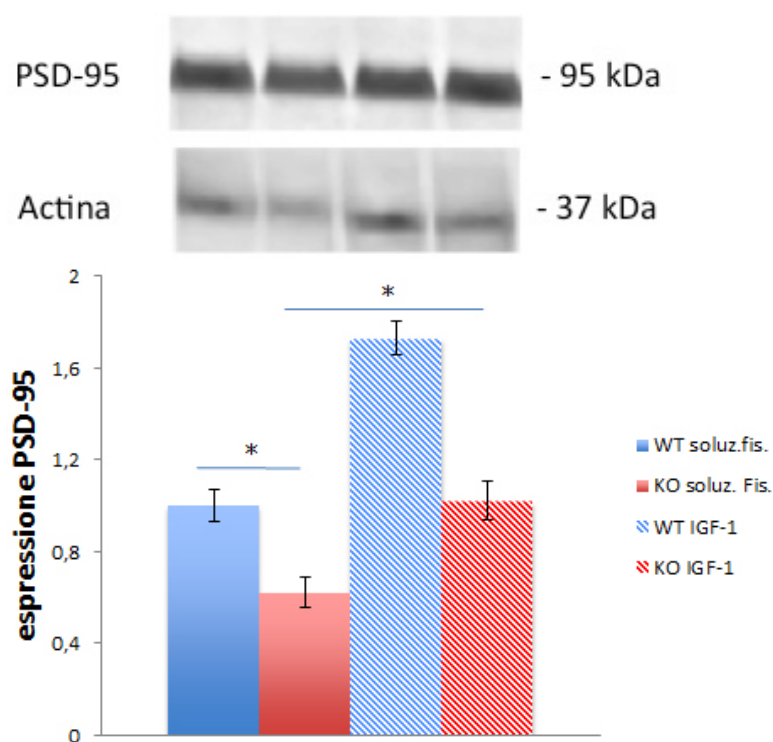 PSD-95
- 95 kDa
Actina
- 37 kDa
espressione PSD-95
2
1,6
1,2
0,8
0,4
0
*
*
WT soluz.fis.
KO soluz. Fis.
WT IGF-1
KO IGF-1